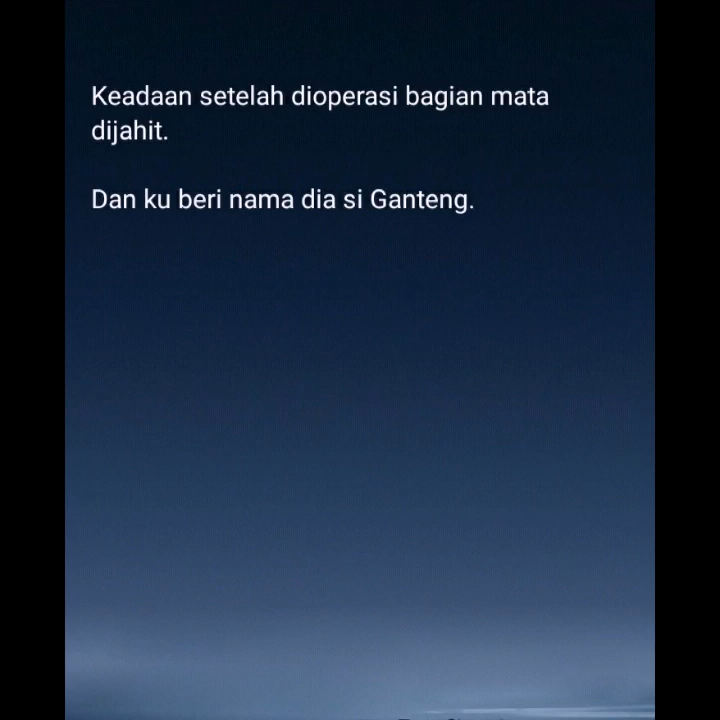 Keadaan setelah dioperasi bagian mata
dijahit.
Dan ku beri nama dia si Ganteng.